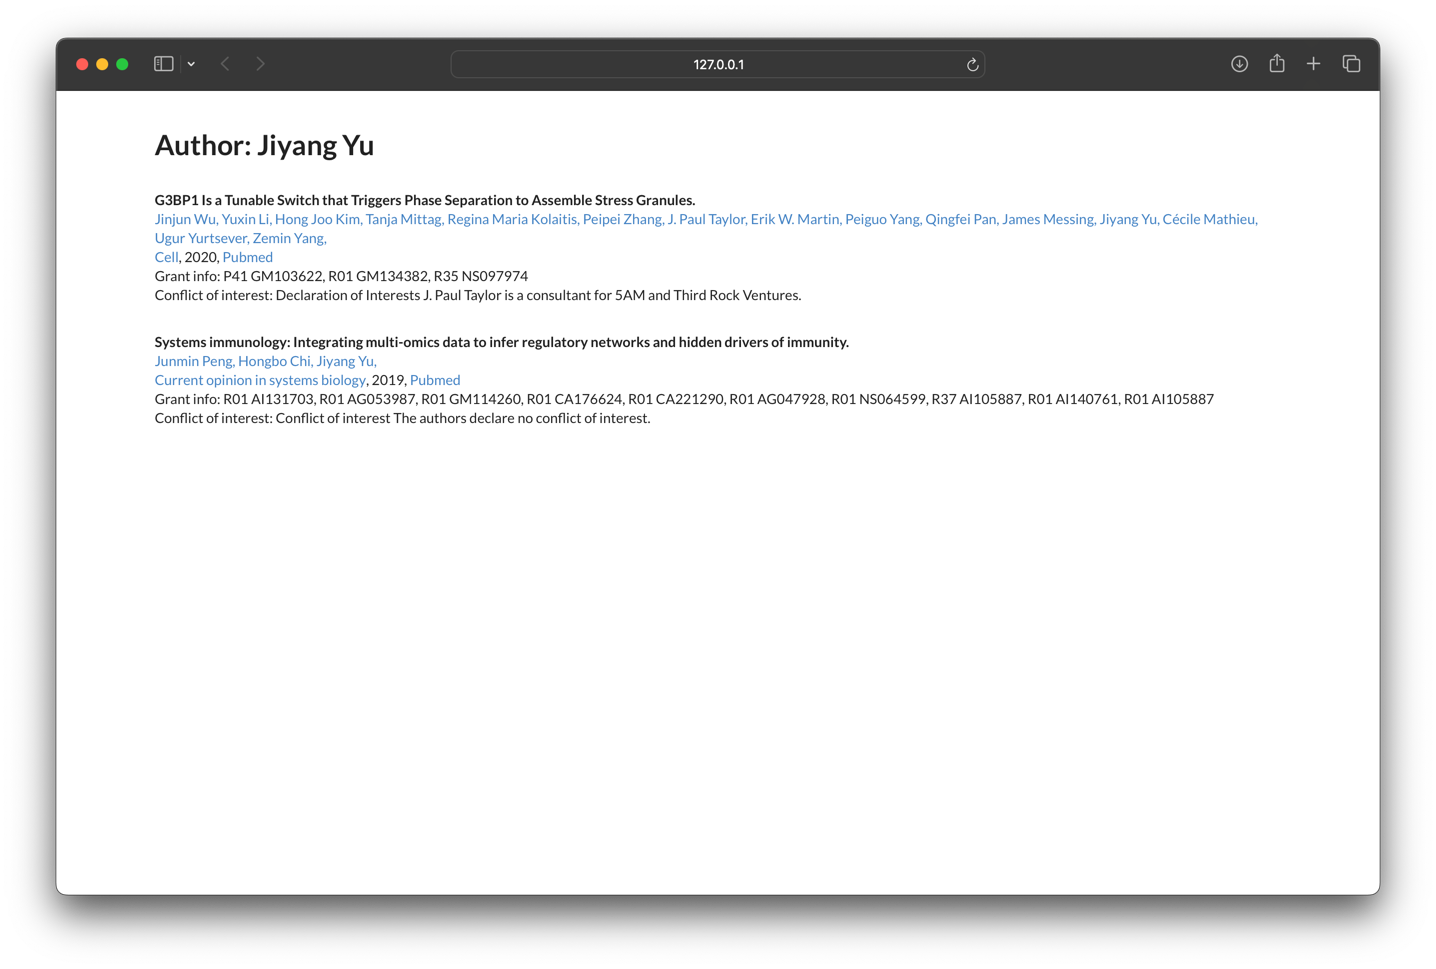 127.0.0.1
Author: Jiyang Yu
G3BP1 Is a Tunable Switch that Triggers Phase Separation to Assemble Stress Granules.
Jinjun Wu, Yuxin Li, Hong Joo Kim, Tanja Mittag, Regina Maria Kolaitis, Peipei Zhang, J. Paul Taylor, Erik W. Martin, Peiguo Yang, Qingfei Pan, James Messing, Jiyang Yu, Cécile Mathieu,
Ugur Yurtsever, Zemin Yang,
Cell, 2020, Pubmed
Grant info: P41 GM103622, R01 GM134382, R35 NS097974
Conflict of interest: Declaration of Interests J. Paul Taylor is a consultant for 5AM and Third Rock Ventures.
Systems immunology: Integrating multi-omics data to infer regulatory networks and hidden drivers of immunity.
Junmin Peng, Hongbo Chi, Jiyang Yu,
Current opinion in systems biology, 2019, Pubmed
Grant info: R01 AI131703, R01 AG053987, R01 GM114260, R01 CA176624, R01 CA221290, R01 AG047928, R01 NS064599, R37 AI105887, R01 AI140761, R01 AI105887
Conflict of interest: Conflict of interest The authors declare no conflict of interest.